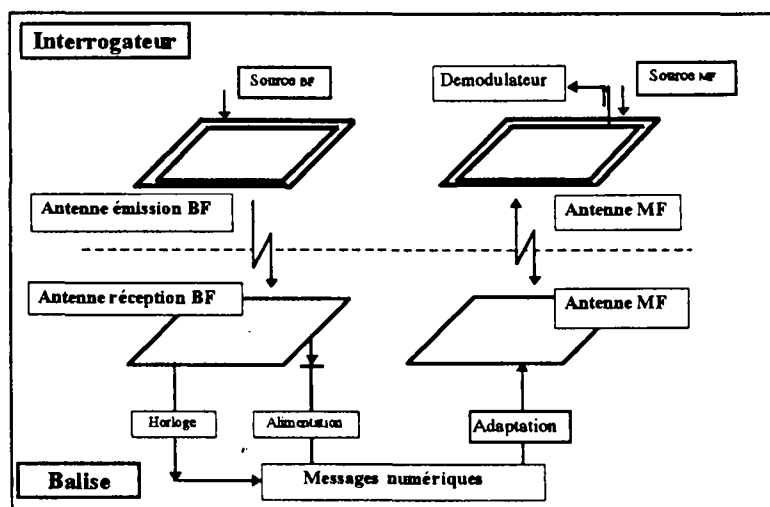 Interrogateur
Source BF
Demodulateur
Source MF
Antenne émission BF
Antenne MF
Antenne réception BF
Antenne MF
Horloge
Alimentation
Adaptation
Messages numériques
Balise